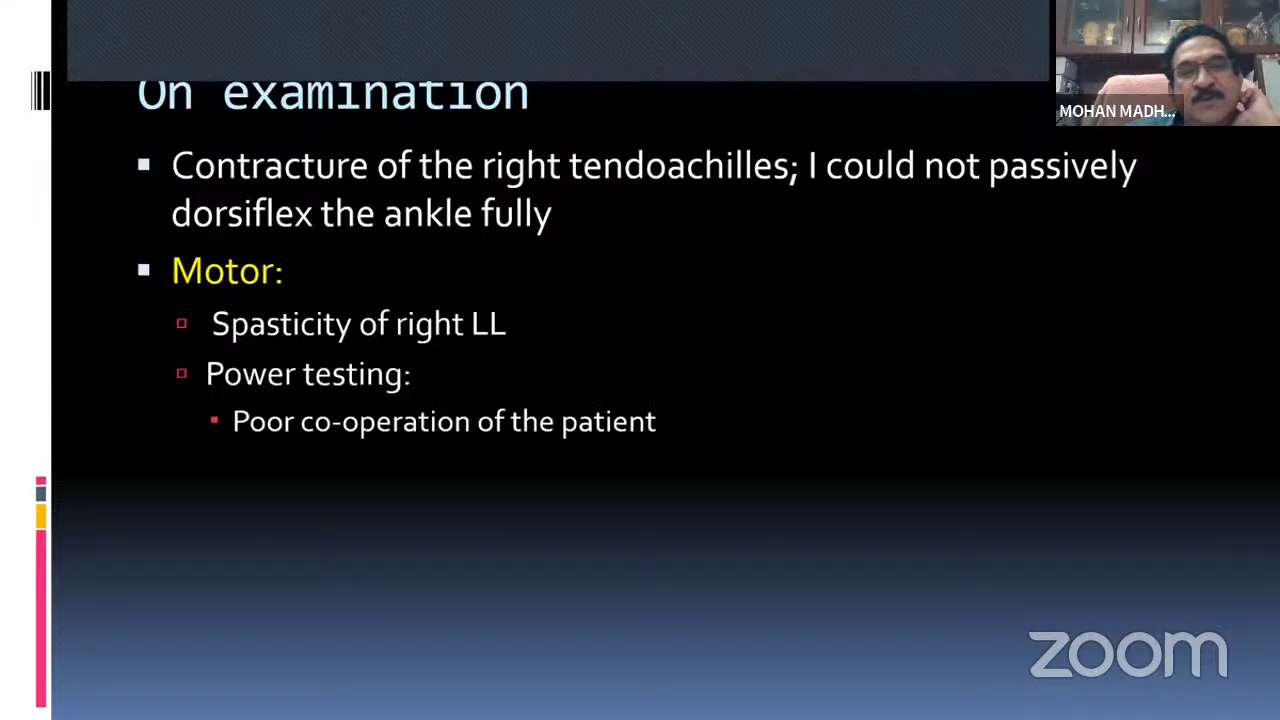 MOHAN MADH...
On examination
Contracture of the right tendoachilles; I could not passively
dorsiflex the ankle fully
Motor:
Spasticity of right LL
Power testing:
Poor co-operation of the patient
zoom